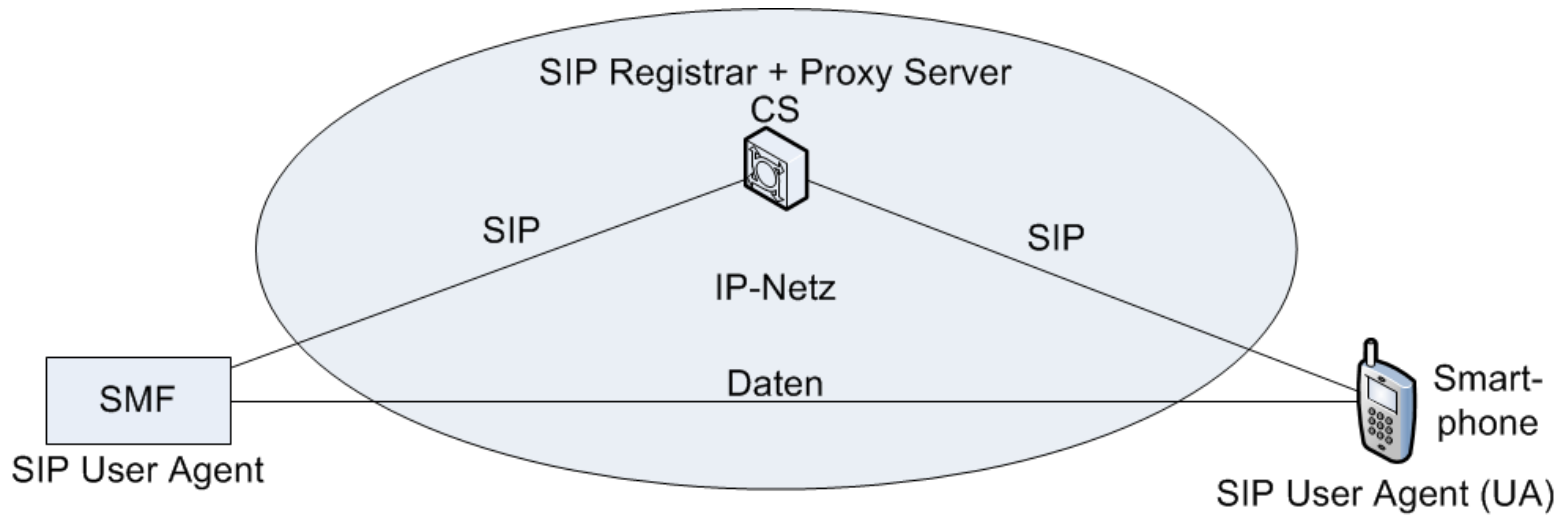 SIP Registrar + Proxy Server
CS
SIP
SIP
IP-Netz
Daten
SMF
SIP User Agent
Smart-
phone
SIP User Agent (UA)